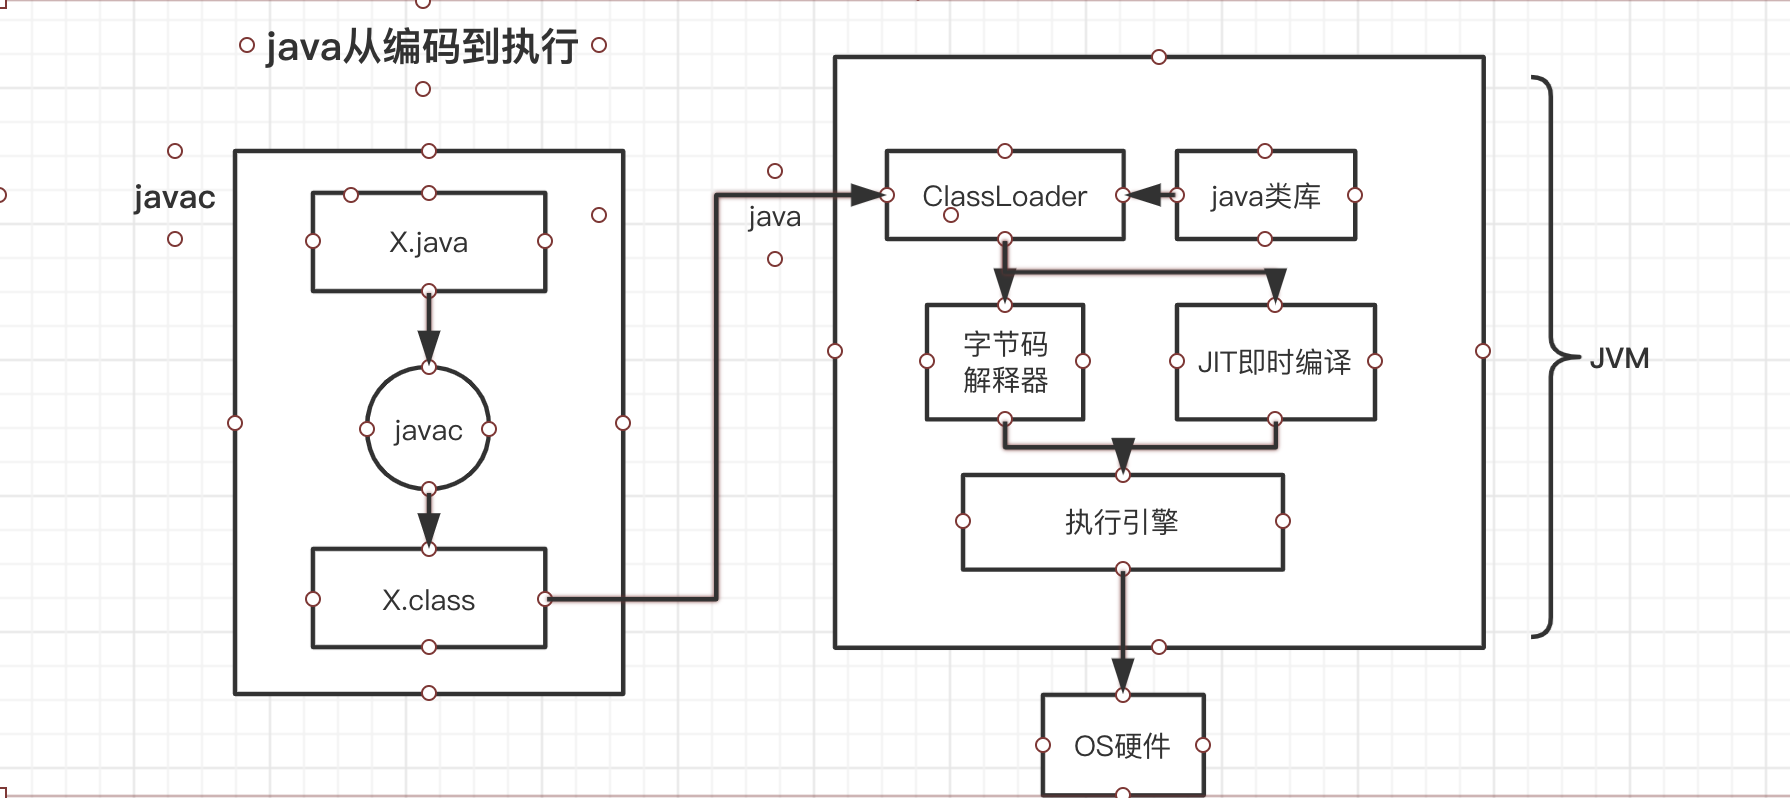 java从编码到执行
javac
X.java
javac
X.class
java
ClassLoader
java类库
字节码
解释器
JIT即时编译
执行引擎
JVM
OS硬件